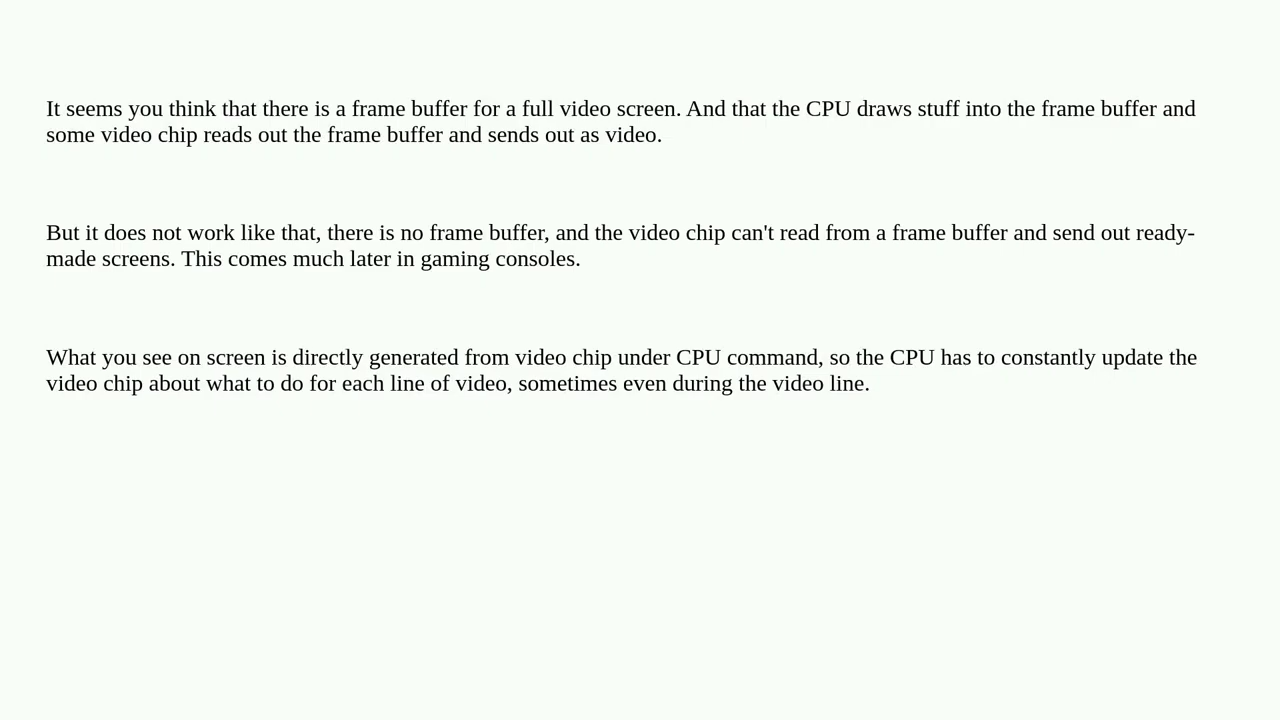 It seems you think that there is a frame buffer for a full video screen. And that the CPU draws stuff into the frame buffer and
some video chip reads out the frame buffer and sends out as video.
But it does not work like that, there is no frame buffer, and the video chip can't read from a frame buffer and send out ready-
made screens. This comes much later in gaming consoles.
What you see on screen is directly generated from video chip under CPU command, so the CPU has to constantly update the
video chip about what to do for each line of video, sometimes even during the video line.